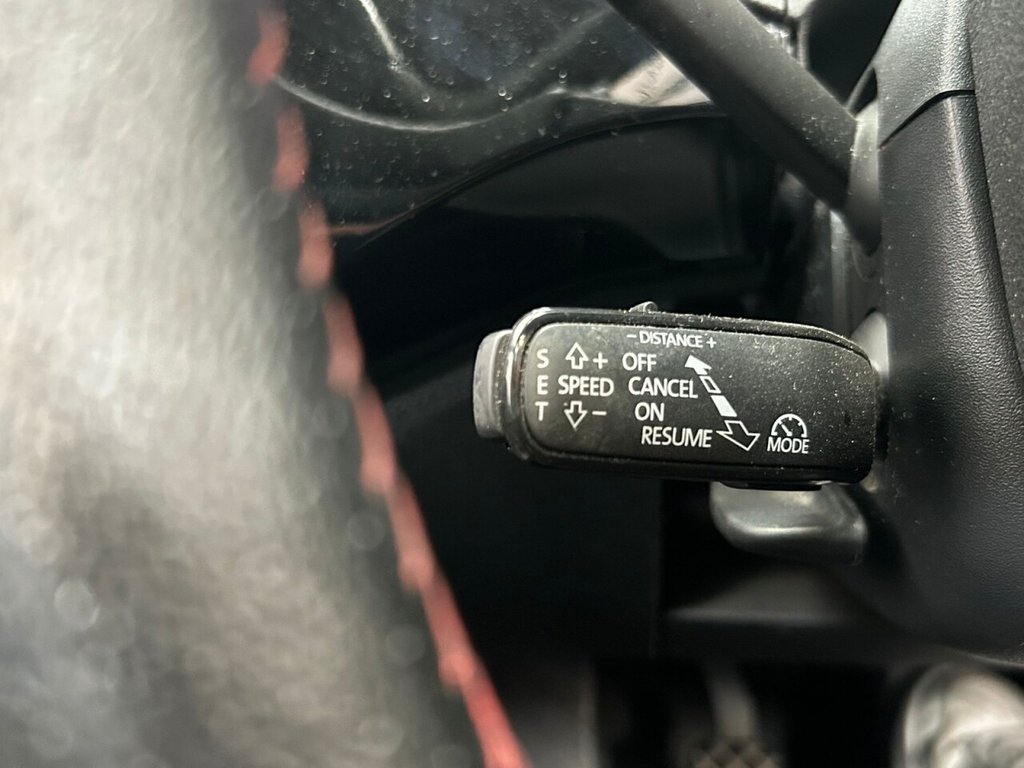 - DISTANCE +
S + OFF
E SPEED CANCEL
T - ON
RESUME
MODE